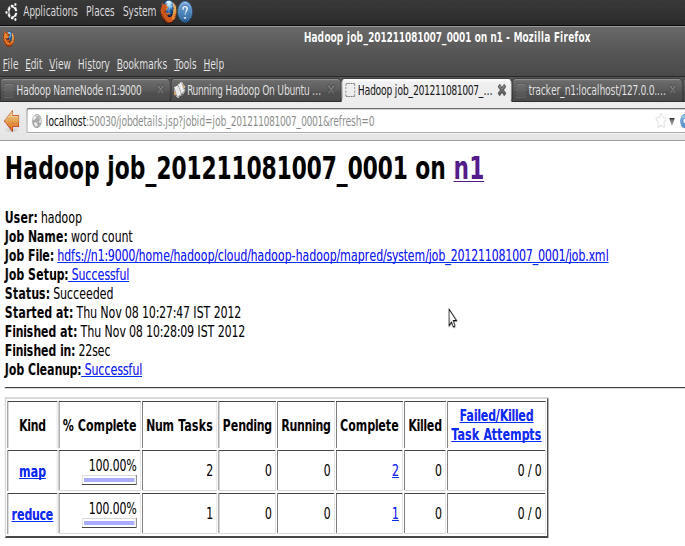 Applications Places System
Hadoop job_201211081007_0001 on n1 - Mozilla Firefox
File Edit View History Bookmarks Tools Help
Hadoop NameNode n1:9000 Running Hadoop On Ubuntu ... Hadoop job_201211081007_... tracker_n1:localhost/127.0.0....
localhost:50030/jobdetails.jsp?jobid=job_201211081007_0001&refresh=0
Hadoop job_201211081007_0001 on n1
User: hadoop
Job Name: word count
Job File: hdfs://n1:9000/home/hadoop/cloud/hadoop-hadoop/mapred/system/job_201211081007_0001/job.xml
Job Setup: Successful
Status: Succeeded
Started at: Thu Nov 08 10:27:47 IST 2012
Finished at: Thu Nov 08 10:28:09 IST 2012
Finished in: 22sec
Job Cleanup: Successful
Kind % Complete Num Tasks Pending Running Complete Killed Failed/Killed Task Attempts
map 100.00% 2 0 0 2 0 0 / 0
reduce 100.00% 1 0 0 1 0 0 / 0